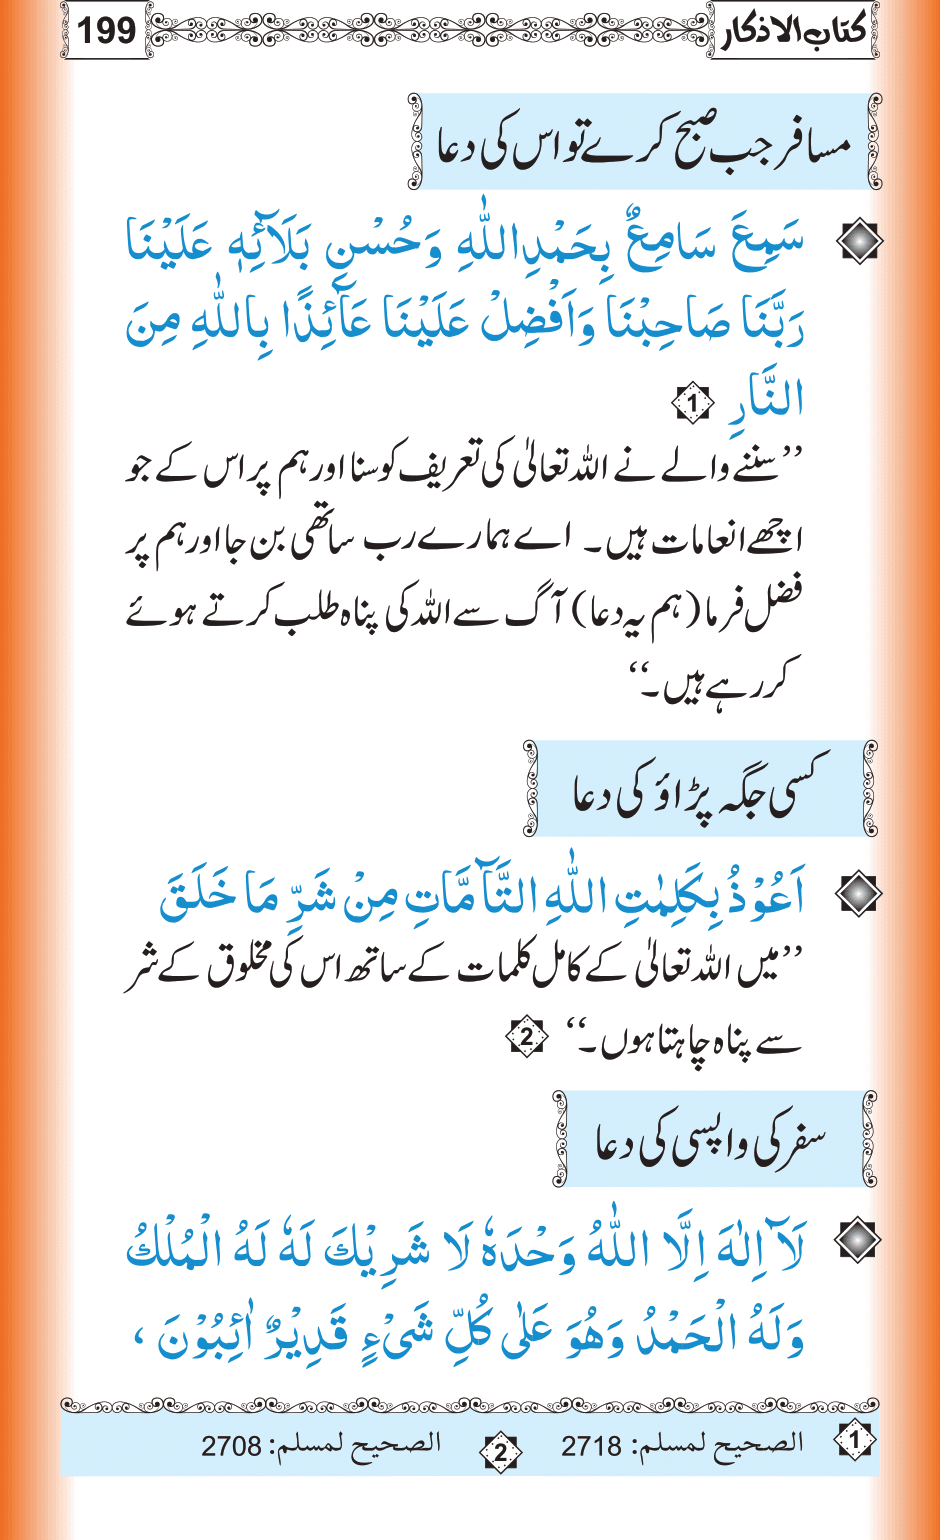 كتاب الاذكار 199
مسافر جب صبح کرے تو اس کی دعا
سَمِعَ سَامِعٌ بِحَمْدِ اللّٰهِ وَحُسْنِ بَلَآئِهٖ عَلَيْنَا
رَبَّنَا صَاحِبْنَا وَاَفْضِلْ عَلَيْنَا عَآئِذًا بِاللّٰهِ مِنَ
النَّارِ 1
’’سننے والے نے اللہ تعالیٰ کی تعریف کو سنا اور ہم پر اس کے جو
اچھے انعامات ہیں۔ اے ہمارے رب ساتھی بن جا اور ہم پر
فضل فرما (ہم یہ دعا) آگ سے اللہ کی پناہ طلب کرتے ہوئے
کر رہے ہیں۔‘‘
کسی جگہ پڑاؤ کی دعا
اَعُوْذُ بِكَلِمٰتِ اللّٰهِ التَّآمَّاتِ مِنْ شَرِّ مَا خَلَقَ
’’میں اللہ تعالیٰ کے کامل کلمات کے ساتھ اس کی مخلوق کے شر
سے پناہ چاہتا ہوں۔‘‘ 2
سفر کی واپسی کی دعا
لَآ اِلٰهَ اِلَّا اللّٰهُ وَحْدَهٗ لَا شَرِيْكَ لَهٗ لَهُ الْمُلْكُ
وَلَهُ الْحَمْدُ وَهُوَ عَلٰى كُلِّ شَىْءٍ قَدِيْرٌ اٰئِبُوْنَ ،
1 الصحيح لمسلم: 2718 2 الصحيح لمسلم: 2708